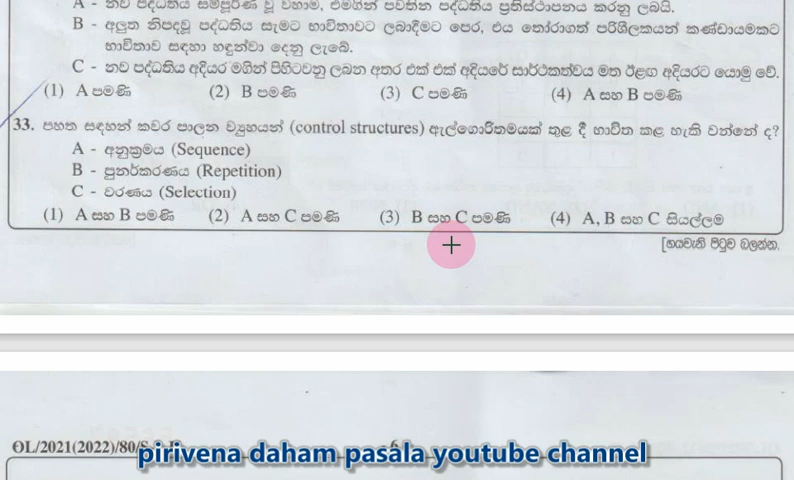 A - නව පද්ධතිය සම්පූර්ණ වූ වහාම, එමගින් පවතින පද්ධතිය ප්‍රතිස්ථාපනය කරනු ලබයි.
B - අලුත නිපදවූ පද්ධතිය සැමට භාවිතාවට ලබාදීමට පෙර, එය තෝරාගත් පරිශීලකයන් කණ්ඩායමකට
භාවිතාව සඳහා හඳුන්වා දෙනු ලැබේ.
C - නව පද්ධතිය අදියර මගින් පිහිටවනු ලබන අතර එක් එක් අදියරේ සාර්ථකත්වය මත ඊළඟ අදියරට යොමු වේ.
(1) A පමණි (2) B පමණි (3) C පමණි (4) A සහ B පමණි
33. පහත සඳහන් කවර පාලන ව්‍යුහයන් (control structures) ඇල්ගොරිතමයක් තුළ දී භාවිත කළ හැකි වන්නේ ද?
A - අනුක්‍රමය (Sequence)
B - පුනර්කරණය (Repetition)
C - වරණය (Selection)
(1) A සහ B පමණි (2) A සහ C පමණි (3) B සහ C පමණි (4) A, B සහ C සියල්ලම
[හයවැනි පිටුව බලන්න.
OL/2021(2022)/80/S
pirivena daham pasala youtube channel